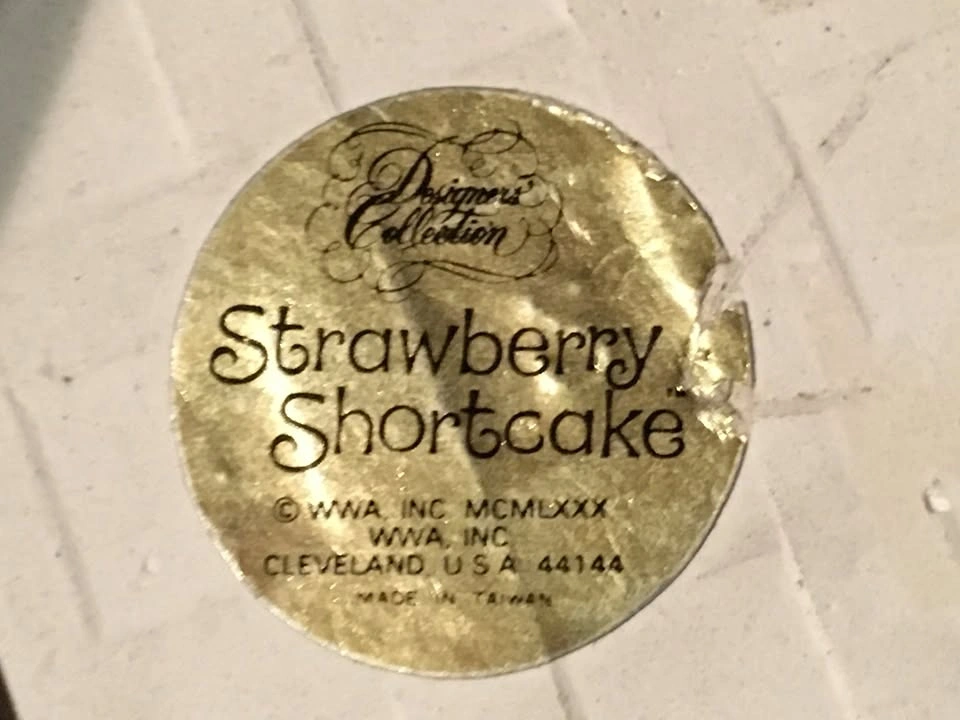 Designers'
Collection
Strawberry
Shortcake™
© WWA, INC MCMLXXX
WWA, INC
CLEVELAND, U S A 44144
MADE IN TAIWAN